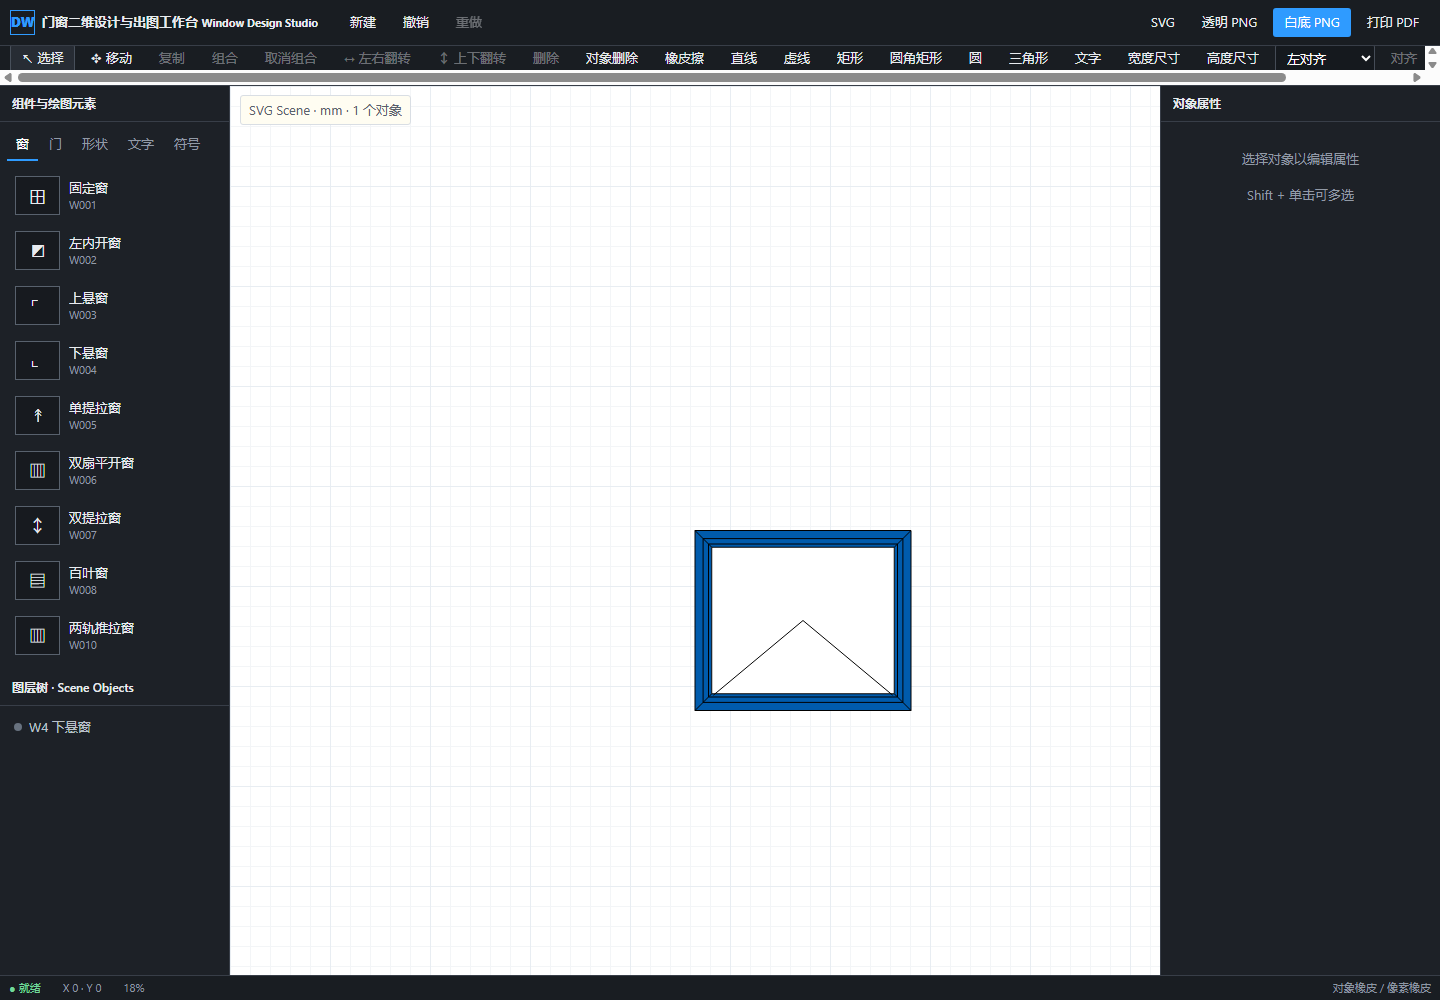 DW 门窗二维设计与出图工作台 Window Design Studio 新建 撤销 重做 SVG 透明 PNG 白底 PNG 打印 PDF
↖ 选择 ✥ 移动 复制 组合 取消组合 ↔ 左右翻转 ↕ 上下翻转 删除 对象删除 橡皮擦 直线 虚线 矩形 圆角矩形 圆 三角形 文字 宽度尺寸 高度尺寸 左对齐 对齐
组件与绘图元素
窗 门 形状 文字 符号
固定窗
W001
左内开窗
W002
上悬窗
W003
下悬窗
W004
单提拉窗
W005
双扇平开窗
W006
双提拉窗
W007
百叶窗
W008
两轨推拉窗
W010
图层树 · Scene Objects
W4 下悬窗
SVG Scene · mm · 1 个对象
对象属性
选择对象以编辑属性
Shift + 单击可多选
● 就绪 X 0 · Y 0 18% 对象橡皮 / 像素橡皮